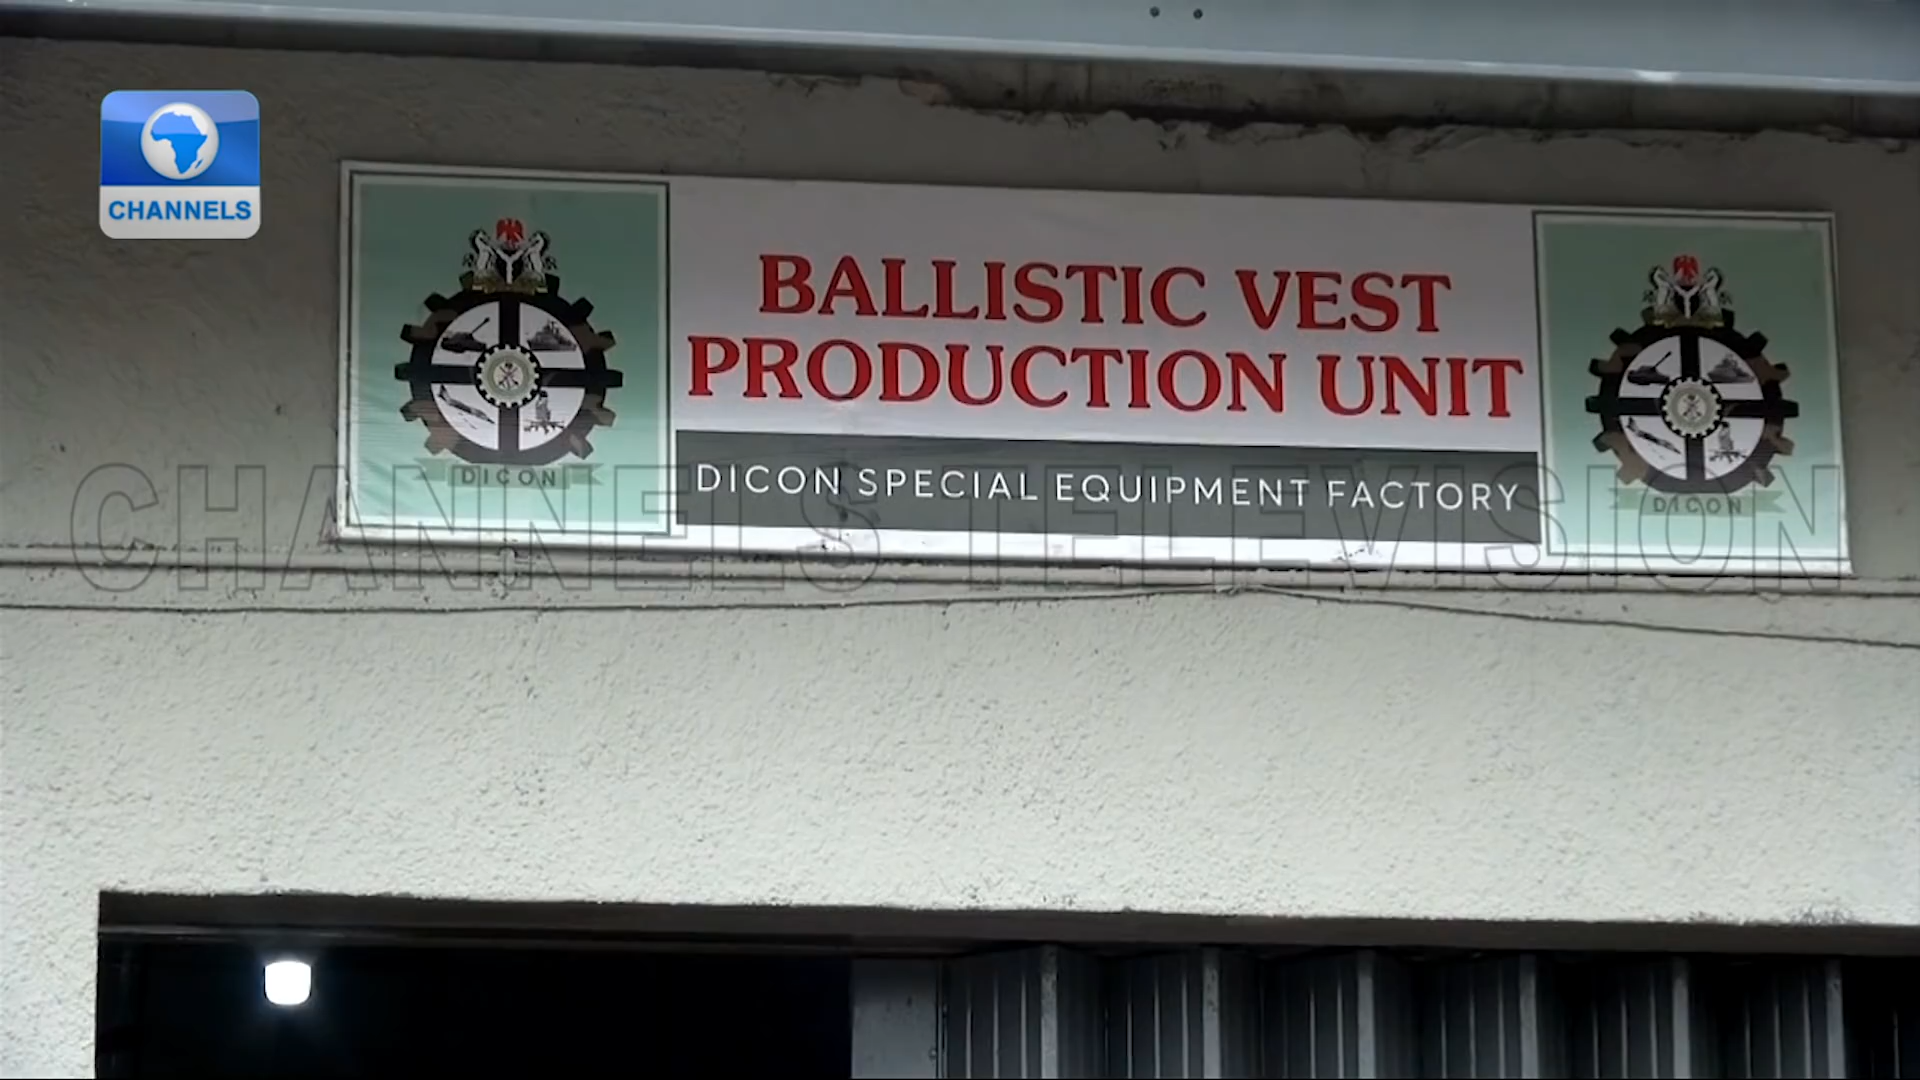 CHANNELS
BALLISTIC VEST
PRODUCTION UNIT
DICON SPECIAL EQUIPMENT FACTORY
DICON
DICON
CHANNELS TELEVISION